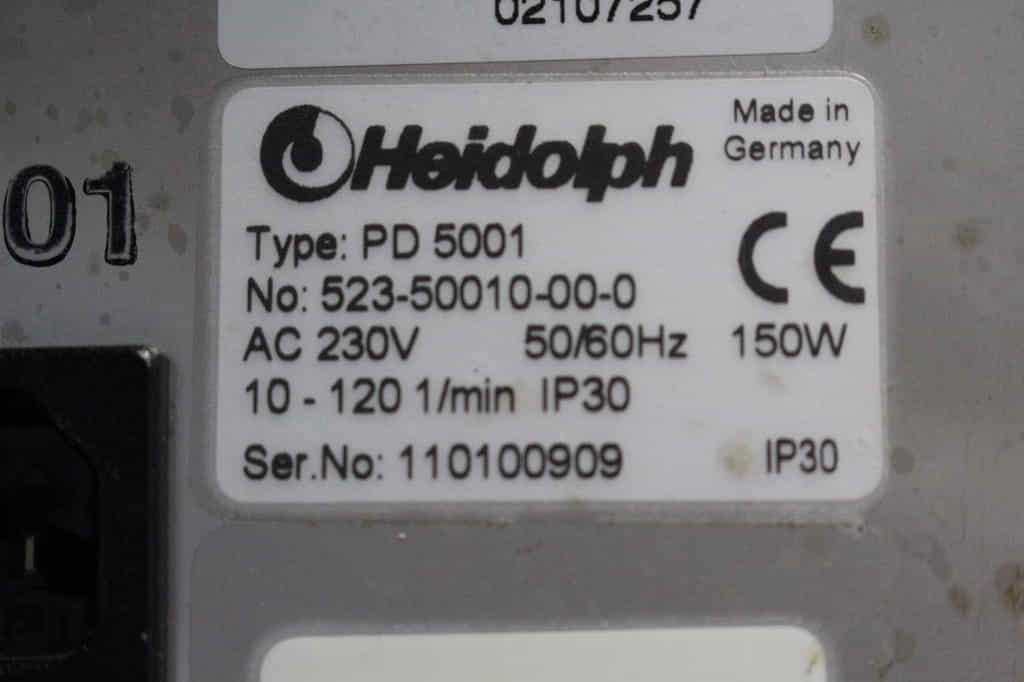 02107257
Heidolph
Made in
Germany
01
Type: PD 5001
CE
No: 523-50010-00-0
AC 230V 50/60Hz 150W
10 - 120 1/min IP30
Ser.No: 110100909 IP30